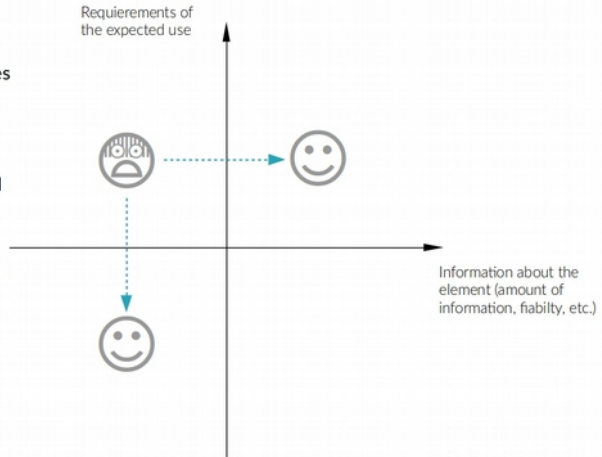 Requierements of
the expected use
es
Information about the
element (amount of
information, fiabilty, etc.)